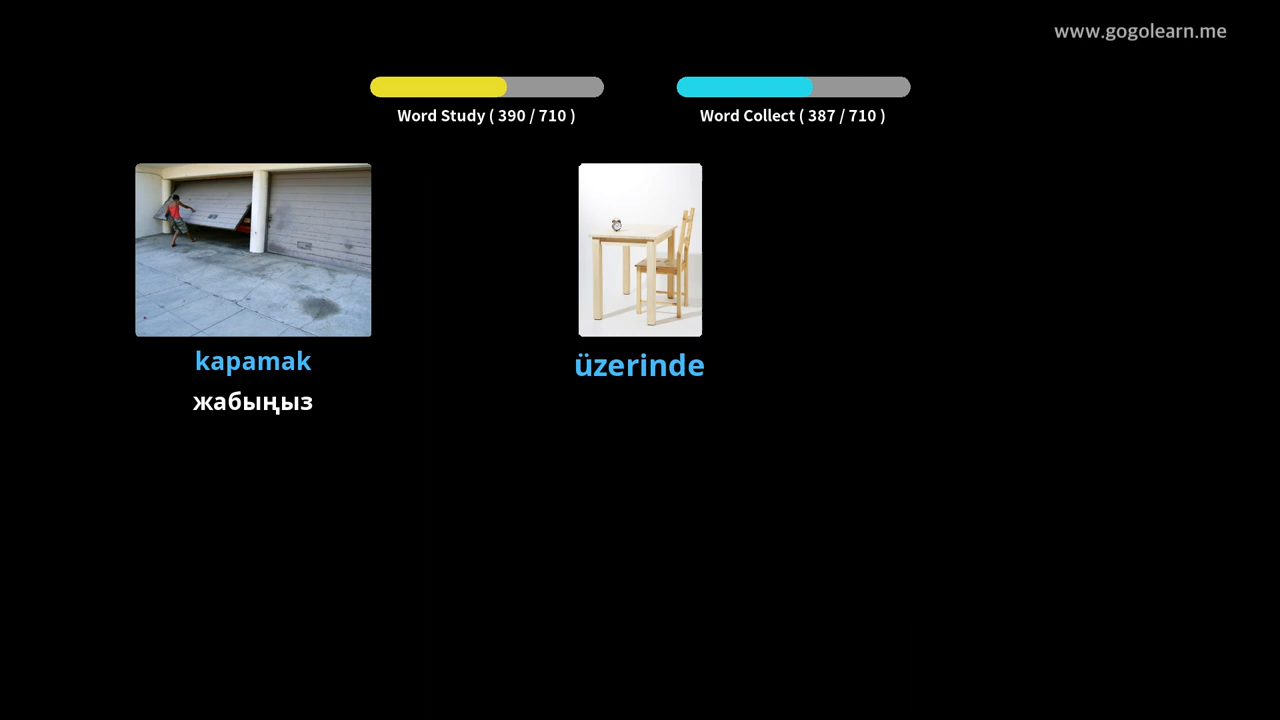 www.gogolearn.me
Word Study ( 390 / 710 )
Word Collect ( 387 / 710 )
kapamak
жабыңыз
üzerinde